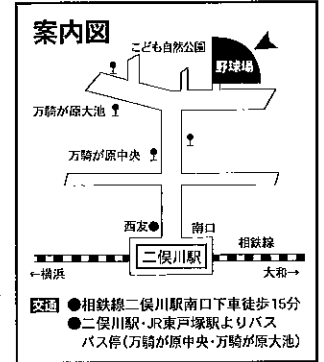 案内図
こども自然公園
野球場
万騎が原大池
万騎が原中央
西友 南口
二俣川駅
相鉄線
←横浜 大和→
交通 ●相鉄線二俣川駅南口下車徒歩15分
●二俣川駅・JR東戸塚駅よりバス
バス停(万騎が原中央・万騎が原大池)